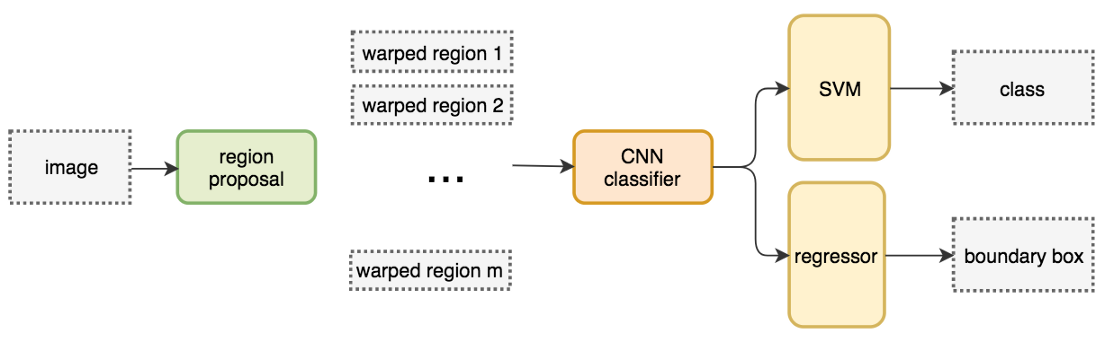 image
region
proposal
warped region 1
warped region 2
...
warped region m
CNN
classifier
SVM
class
regressor
boundary box